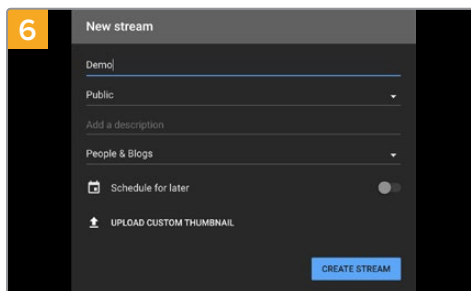 6
New stream
Demo
Public
Add a description
People & Blogs
Schedule for later
UPLOAD CUSTOM THUMBNAIL
CREATE STREAM